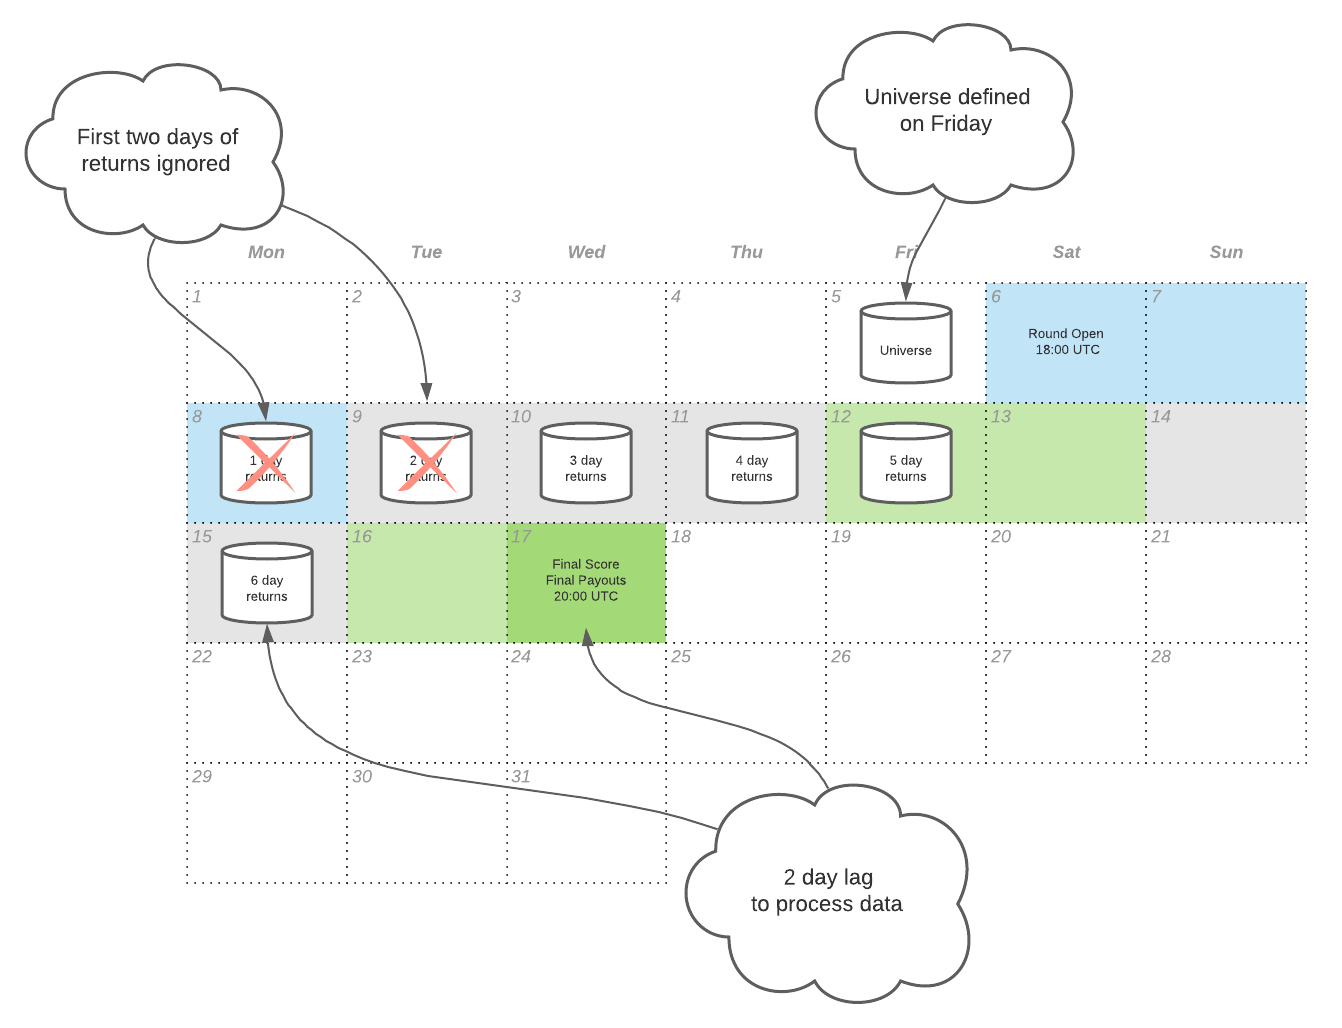 Universe defined
on Friday
First two days of
returns ignored
Mon
Tue
Wed
Thu
Fri
Sat
Sun
1
2
3
4
5
6
7
Universe
Round Open
18:00 UTC
8
9
10
11
12
13
14
1 day
returns
2 day
returns
3 day
returns
4 day
returns
5 day
returns
15
16
17
18
19
20
21
6 day
returns
Final Score
Final Payouts
20:00 UTC
22
23
24
25
26
27
28
29
30
31
2 day lag
to process data